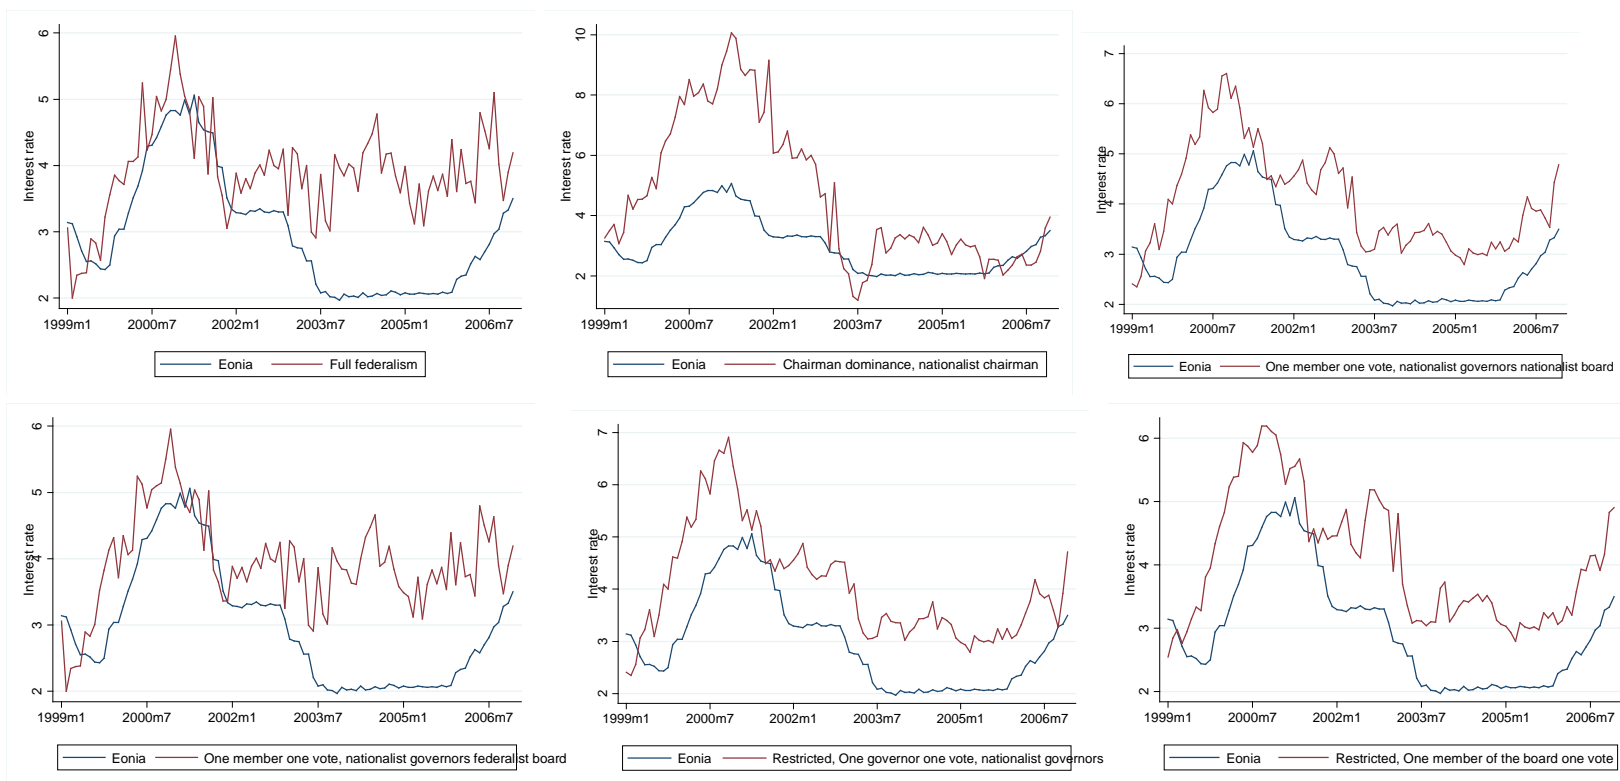 6
5
4
3
2
Interest rate
1999m1 2000m7 2002m1 2003m7 2005m1 2006m7
Eonia Full federalism
10
8
6
4
2
Interest rate
1999m1 2000m7 2002m1 2003m7 2005m1 2006m7
Eonia Chairman dominance, nationalist chairman
7
6
5
4
3
2
Interest rate
1999m1 2000m7 2002m1 2003m7 2005m1 2006m7
Eonia One member one vote, nationalist governors nationalist board
6
5
4
3
2
Interest rate
1999m1 2000m7 2002m1 2003m7 2005m1 2006m7
Eonia One member one vote, nationalist governors federalist board
7
6
5
4
3
2
Interest rate
1999m1 2000m7 2002m1 2003m7 2005m1 2006m7
Eonia Restricted, One governor one vote, nationalist governors
6
5
4
3
2
Interest rate
1999m1 2000m7 2002m1 2003m7 2005m1 2006m7
Eonia Restricted, One member of the board one vote